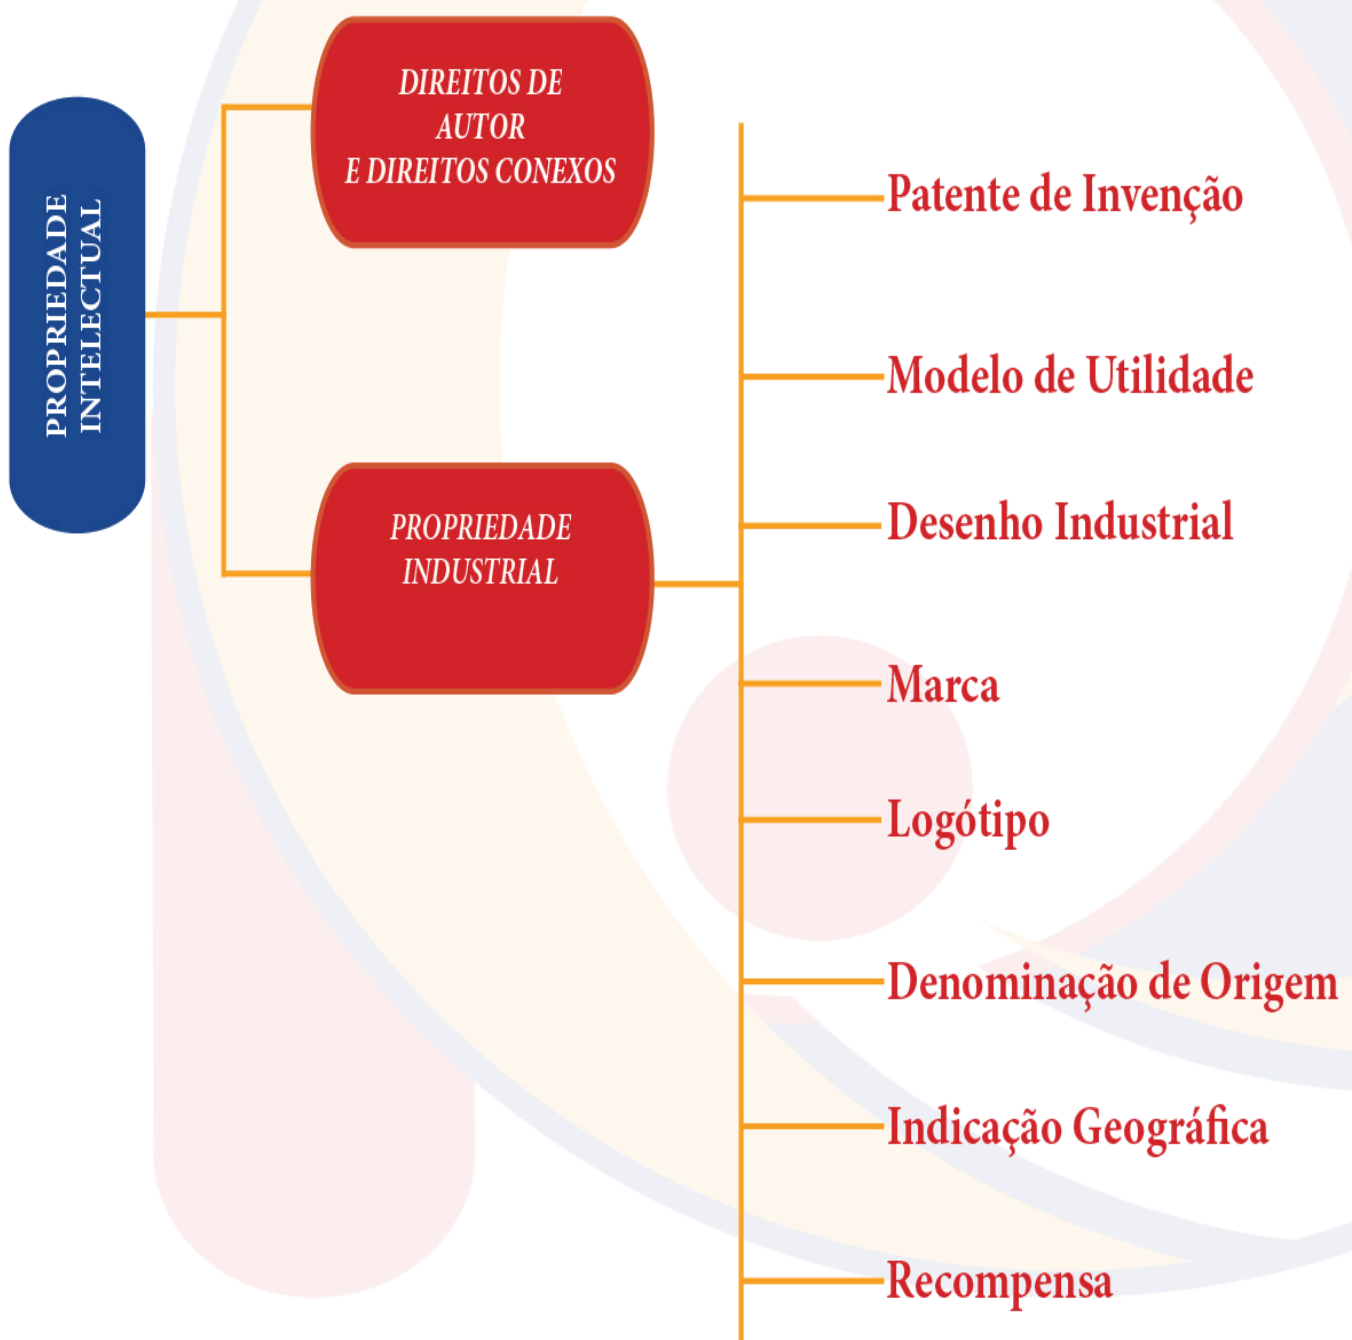 PROPRIEDADE
INTELECTUAL
DIREITOS DE
AUTOR
E DIREITOS CONEXOS
PROPRIEDADE
INDUSTRIAL
Patente de Invenção
Modelo de Utilidade
Desenho Industrial
Marca
Logótipo
Denominação de Origem
Indicação Geográfica
Recompensa